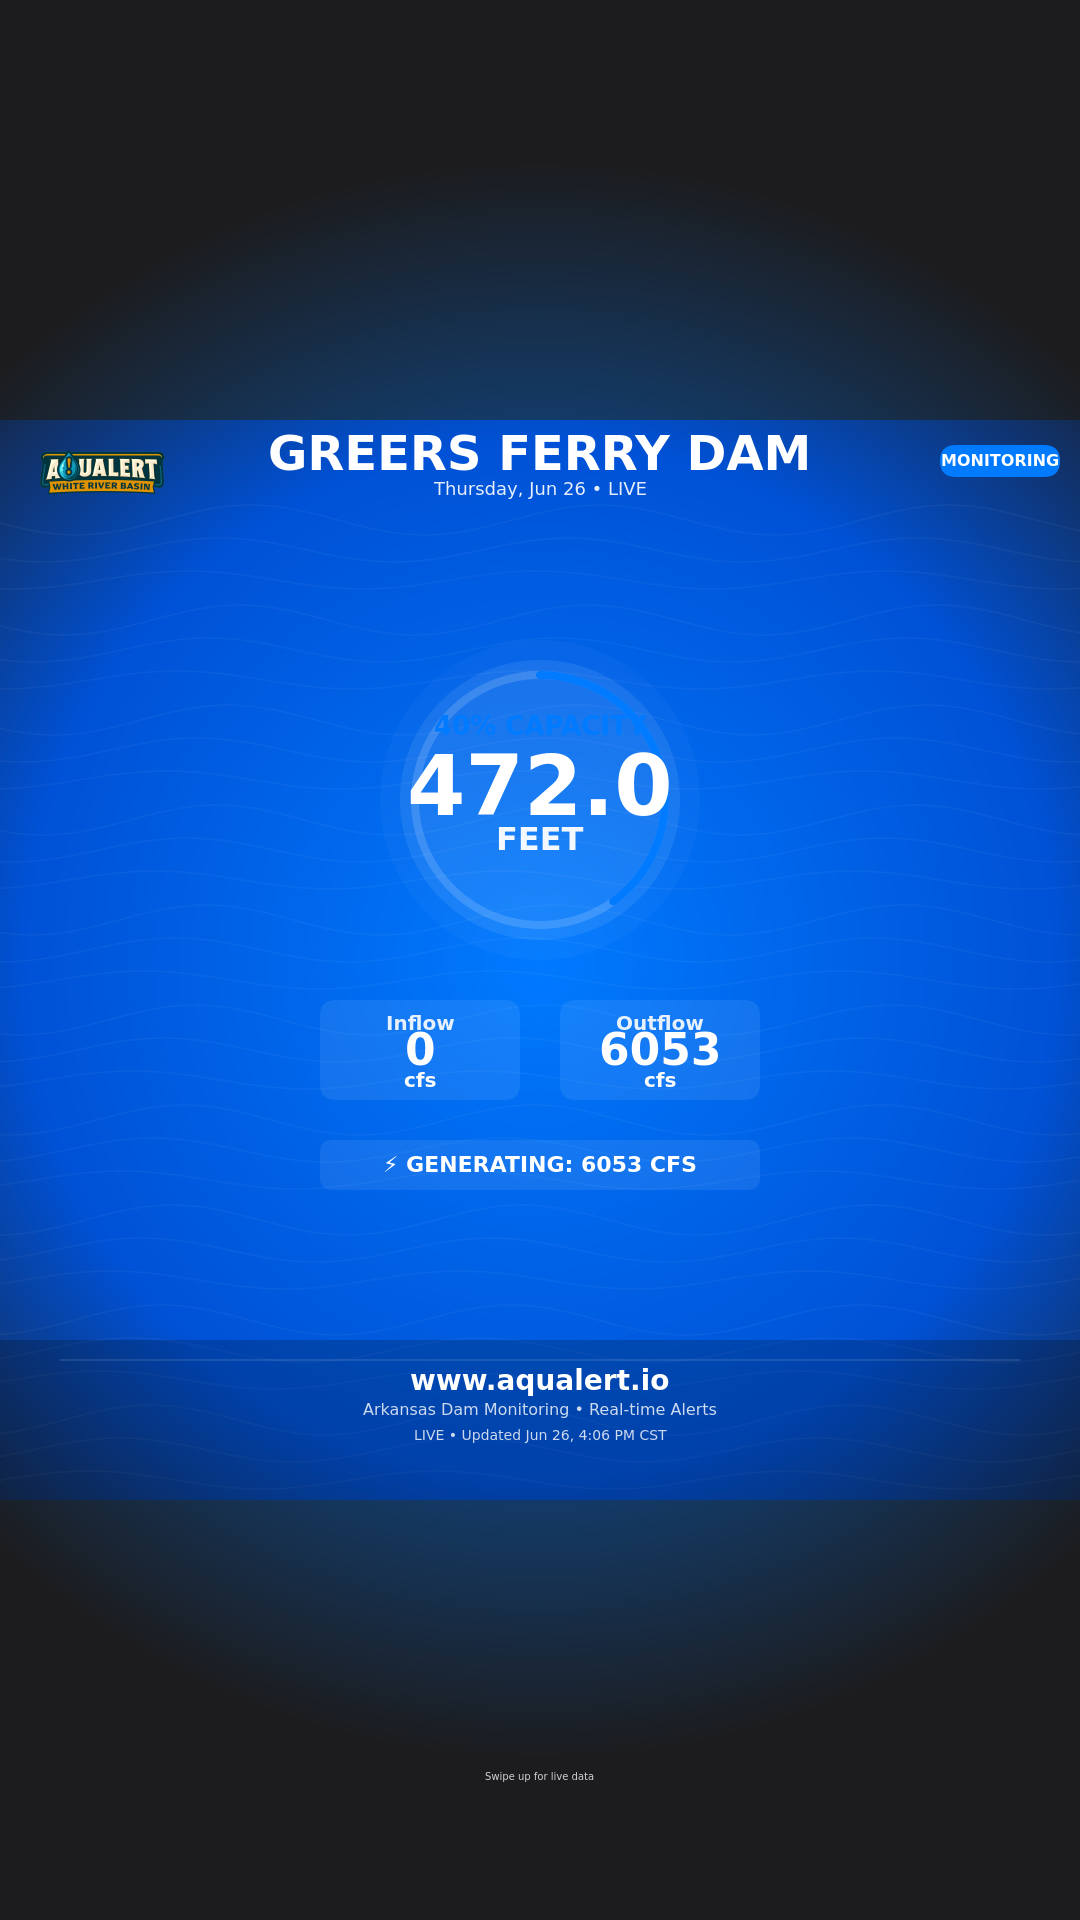 AQUALERT
WHITE RIVER BASIN
GREERS FERRY DAM
Thursday, Jun 26 • LIVE
MONITORING
40% CAPACITY
472.0
FEET
Inflow
0
cfs
Outflow
6053
cfs
⚡ GENERATING: 6053 CFS
www.aqualert.io
Arkansas Dam Monitoring • Real-time Alerts
LIVE • Updated Jun 26, 4:06 PM CST
Swipe up for live data